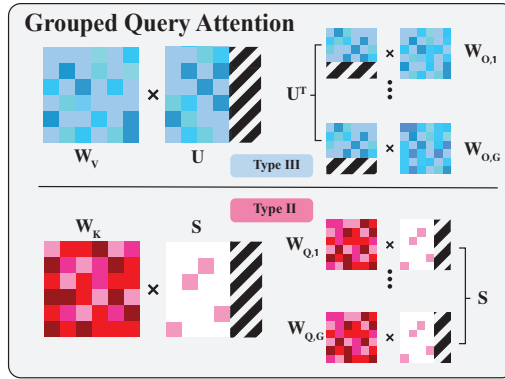 Grouped Query Attention
× × W_O,1
U^T
W_V U × W_O,G
Type III
Type II
W_K S W_Q,1 ×
× S
W_Q,G ×